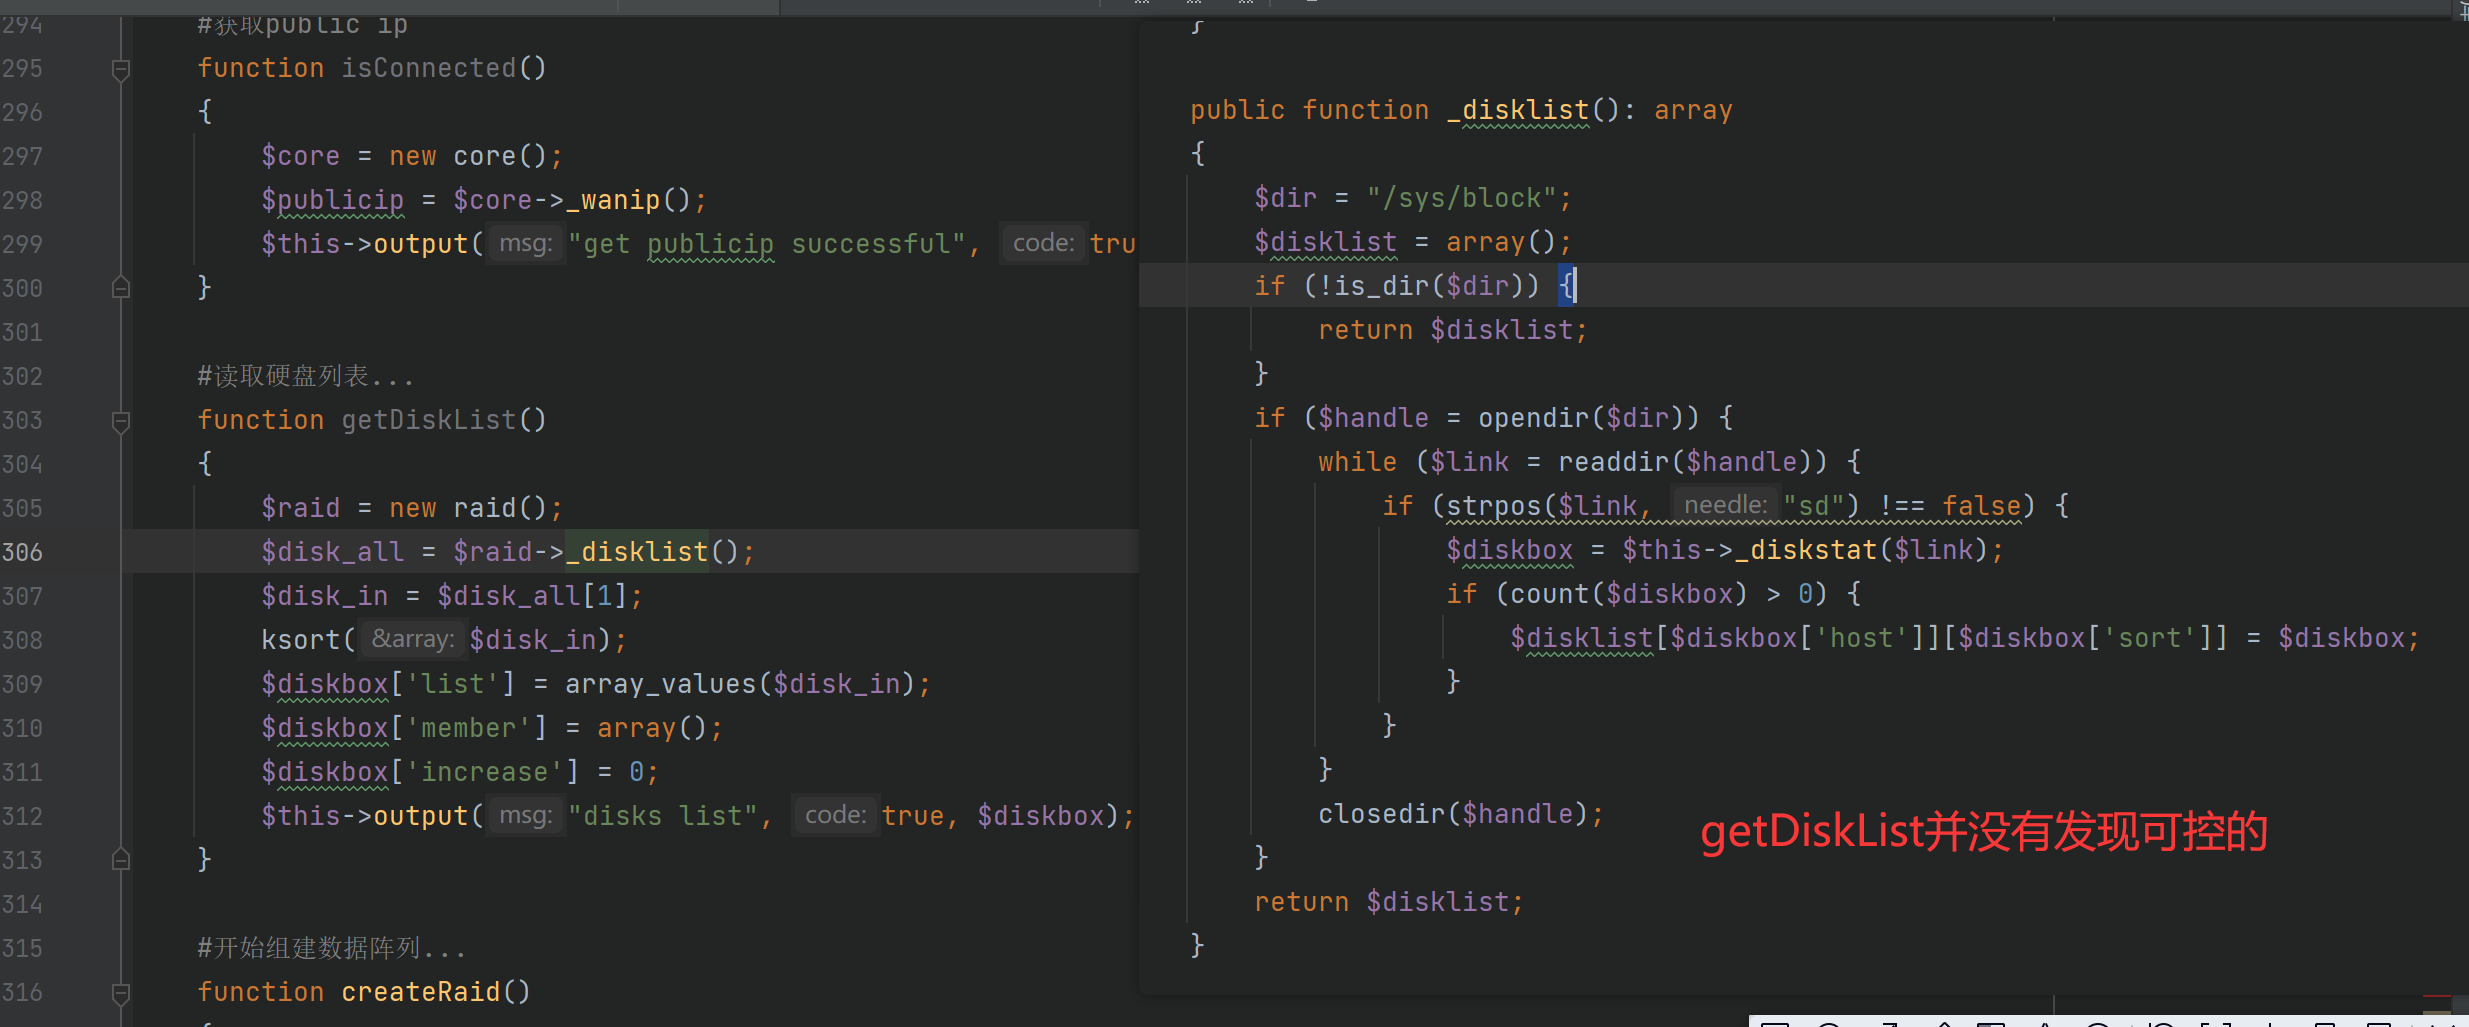 294 #获取public ip
295 function isConnected()
296 {
297 $core = new core();
298 $publicip = $core->_wanip();
299 $this->output( msg: "get publicip successful", code: tru
300 }
301
302 #读取硬盘列表...
303 function getDiskList()
304 {
305 $raid = new raid();
306 $disk_all = $raid->_disklist();
307 $disk_in = $disk_all[1];
308 ksort( &array: $disk_in);
309 $diskbox['list'] = array_values($disk_in);
310 $diskbox['member'] = array();
311 $diskbox['increase'] = 0;
312 $this->output( msg: "disks list", code: true, $diskbox);
313 }
314
315 #开始组建数据阵列...
316 function createRaid()
{
}
public function _disklist(): array
{
$dir = "/sys/block";
$disklist = array();
if (!is_dir($dir)) {
return $disklist;
}
if ($handle = opendir($dir)) {
while ($link = readdir($handle)) {
if (strpos($link, needle: "sd") !== false) {
$diskbox = $this->_diskstat($link);
if (count($diskbox) > 0) {
$disklist[$diskbox['host']][$diskbox['sort']] = $diskbox;
}
}
}
closedir($handle);
}
return $disklist;
}
getDiskList并没有发现可控的